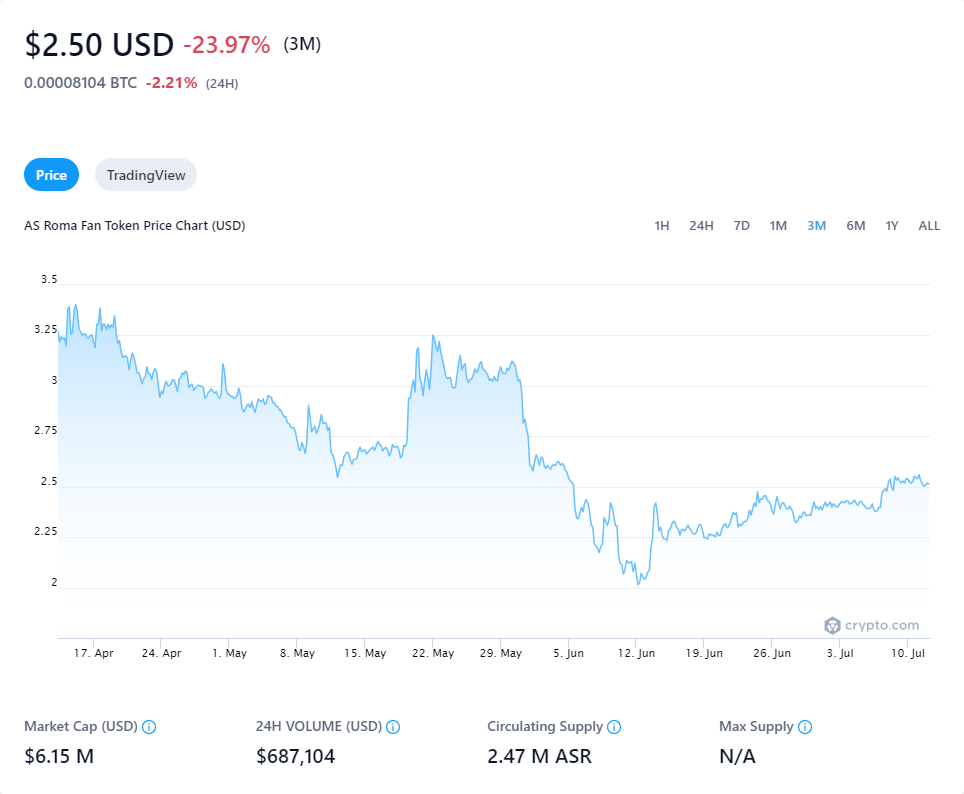 $2.50 USD -23.97% (3M)
0.00008104 BTC -2.21% (24H)
Price TradingView
AS Roma Fan Token Price Chart (USD) 1H 24H 7D 1M 3M 6M 1Y ALL
3.5
3.25
3
2.75
2.5
2.25
2
crypto.com
17. Apr 24. Apr 1. May 8. May 15. May 22. May 29. May 5. Jun 12. Jun 19. Jun 26. Jun 3. Jul 10. Jul
Market Cap (USD) 24H VOLUME (USD) Circulating Supply Max Supply
$6.15 M $687,104 2.47 M ASR N/A